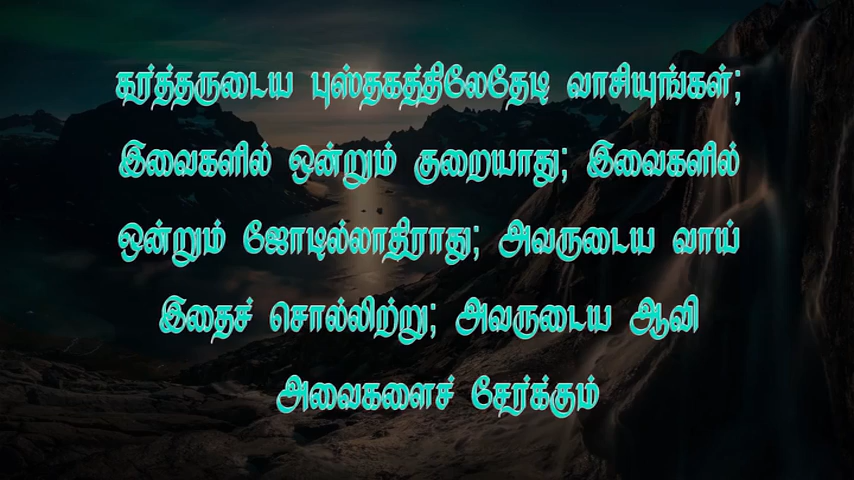 கர்த்தருடைய புஸ்தகத்திலேதேடி வாசியுங்கள்;
இவைகளில் ஒன்றும் குறையாது; இவைகளில்
ஒன்றும் ஜோடில்லாதிராது; அவருடைய வாய்
இதைச் சொல்லிற்று; அவருடைய ஆவி
அவைகளைச் சேர்க்கும்